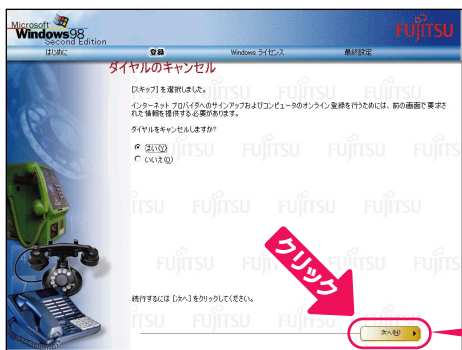 Microsoft
Windows98
Second Edition
FUJITSU
はじめに 登録 Windows ライセンス 最終設定
ダイヤルのキャンセル
[スキップ] を選択しました。
インターネット プロバイダへのサインアップおよびコンピュータのオンライン登録を行うためには、前の画面で要求さ
れた情報を提供する必要があります。
ダイヤルをキャンセルしますか?
はい(Y)
いいえ(O)
クリック
続行するには [次へ] をクリックしてください。
次へ(N)